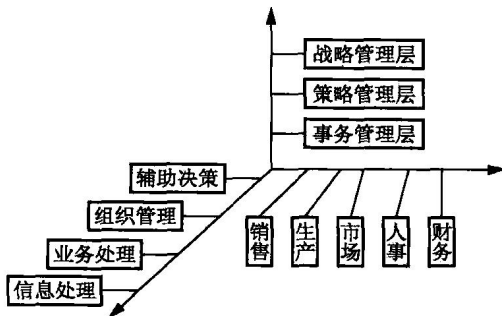 战略管理层
策略管理层
事务管理层
辅助决策
组织管理
业务处理
信息处理
销售
生产
市场
人事
财务